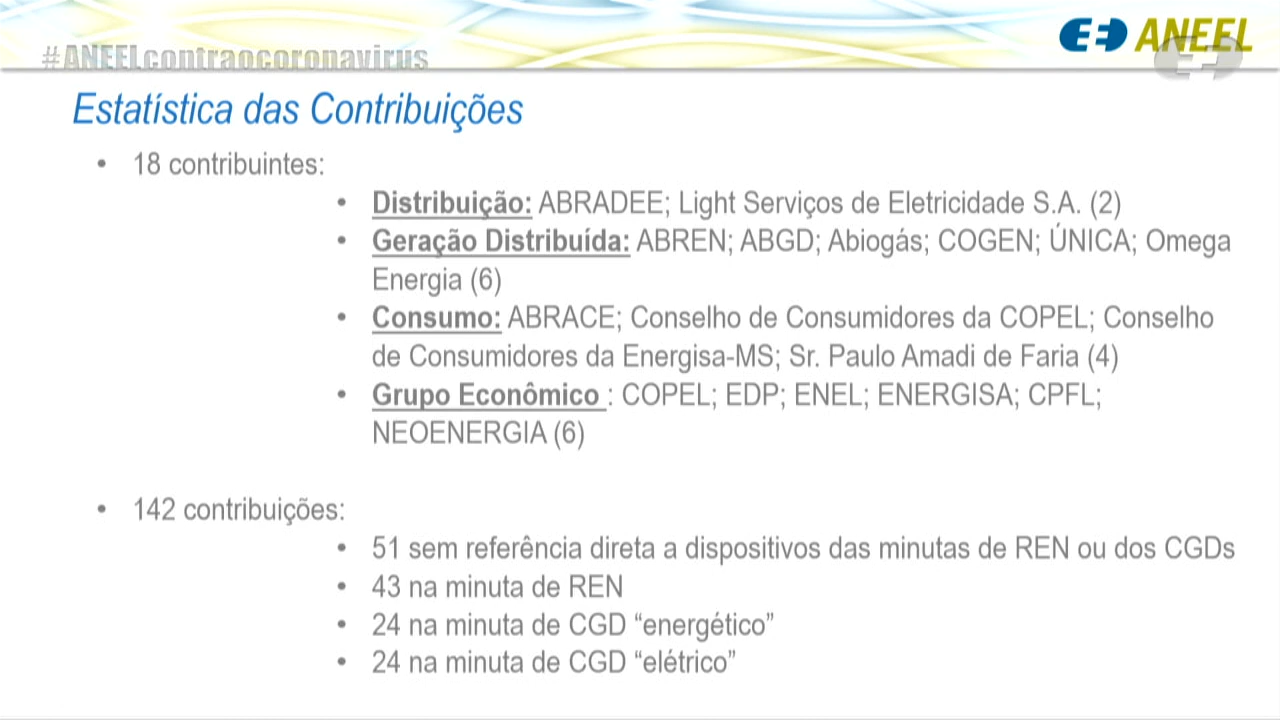 #ANEELcontraocoronavirus
ANEEL
Estatística das Contribuições
• 18 contribuintes:
• Distribuição: ABRADEE; Light Serviços de Eletricidade S.A. (2)
• Geração Distribuída: ABREN; ABGD; Abiogás; COGEN; ÚNICA; Omega
Energia (6)
• Consumo: ABRACE; Conselho de Consumidores da COPEL; Conselho
de Consumidores da Energisa-MS; Sr. Paulo Amadi de Faria (4)
• Grupo Econômico : COPEL; EDP; ENEL; ENERGISA; CPFL;
NEOENERGIA (6)
• 142 contribuições:
• 51 sem referência direta a dispositivos das minutas de REN ou dos CGDs
• 43 na minuta de REN
• 24 na minuta de CGD “energético”
• 24 na minuta de CGD “elétrico”